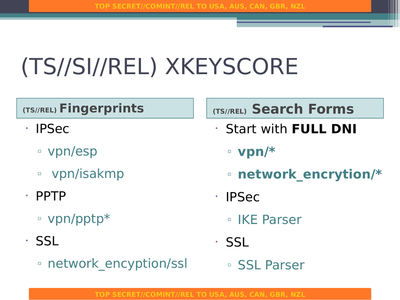 TOP SECRET//COMINT//REL TO USA, AUS, CAN, GBR, NZL
(TS//SI//REL) XKEYSCORE
(TS//REL) Fingerprints
IPSec
vpn/esp
vpn/isakmp
PPTP
vpn/pptp*
SSL
network_encyption/ssl
(TS//REL) Search Forms
Start with FULL DNI
vpn/*
network_encrytion/*
IPSec
IKE Parser
SSL
SSL Parser
TOP SECRET//COMINT//REL TO USA, AUS, CAN, GBR, NZL